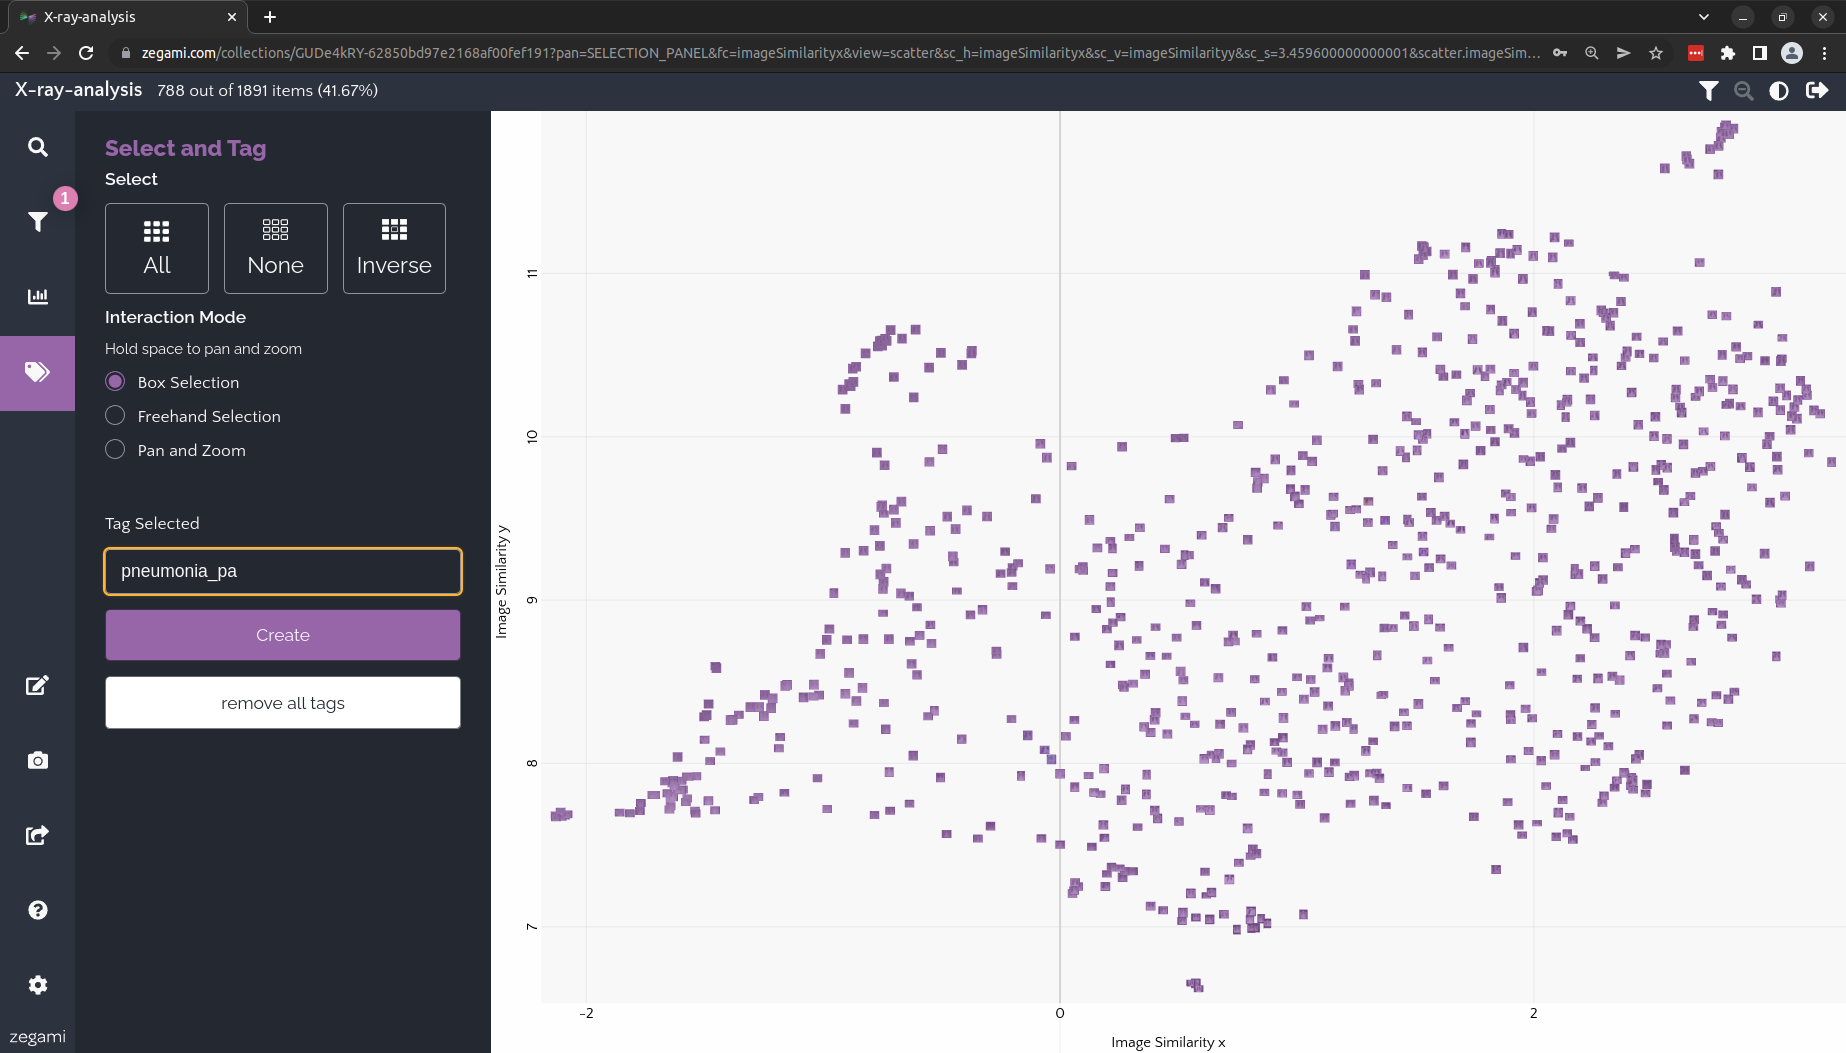 X-ray-analysis
zegami.com/collections/GUDe4kRY-62850bd97e2168af00fef191?pan=SELECTION_PANEL&fc=imageSimilarityx&view=scatter&sc_h=imageSimilarityx&sc_v=imageSimilarityy&sc_s=3.459600000000001&scatter.imageSim...
X-ray-analysis 788 out of 1891 items (41.67%)
Select and Tag
Select
1
All None Inverse
Interaction Mode
Hold space to pan and zoom
Box Selection
Freehand Selection
Pan and Zoom
Tag Selected
pneumonia_pa
Create
remove all tags
zegami
Image Similarity y
11
10
9
8
7
-2 0 2
Image Similarity x